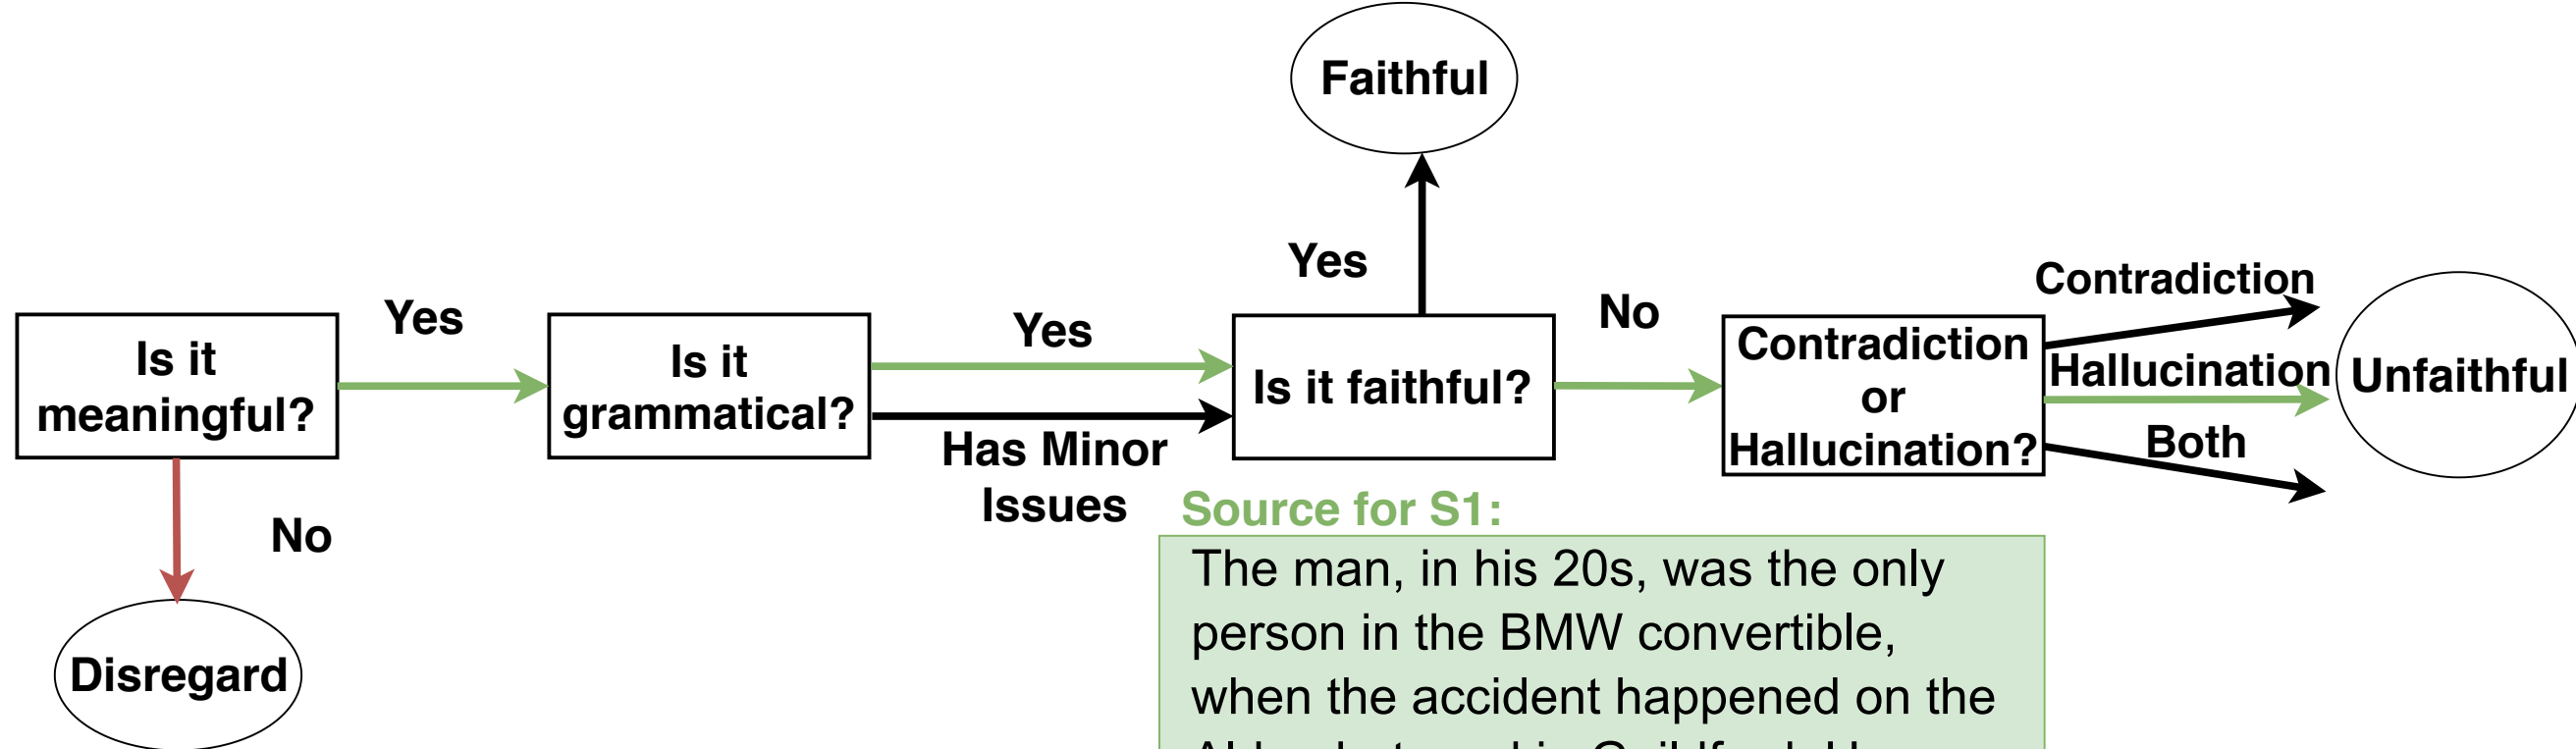 Faithful
Yes
No
Contradiction
Yes
Yes
Is it
meaningful?
Is it
grammatical?
Is it faithful?
Contradiction
or
Hallucination?
Hallucination
Unfaithful
Both
Has Minor
Issues
No
Disregard
Source for S1:
The man, in his 20s, was the only
person in the BMW convertible,
when the accident happened on the